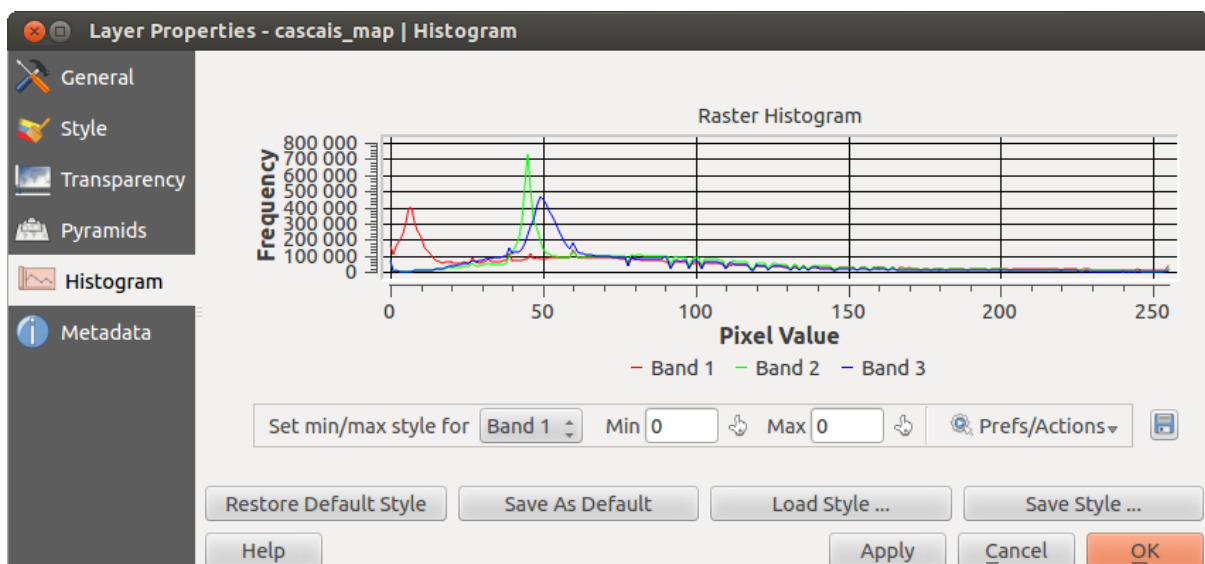 Layer Properties - cascais_map | Histogram
General
Style
Transparency
Pyramids
Histogram
Metadata
Raster Histogram
Frequency
800 000
700 000
600 000
500 000
400 000
300 000
200 000
100 000
0
0 50 100 150 200 250
Pixel Value
Band 1 Band 2 Band 3
Set min/max style for Band 1 Min 0 Max 0 Prefs/Actions
Restore Default Style Save As Default Load Style ... Save Style ...
Help Apply Cancel OK